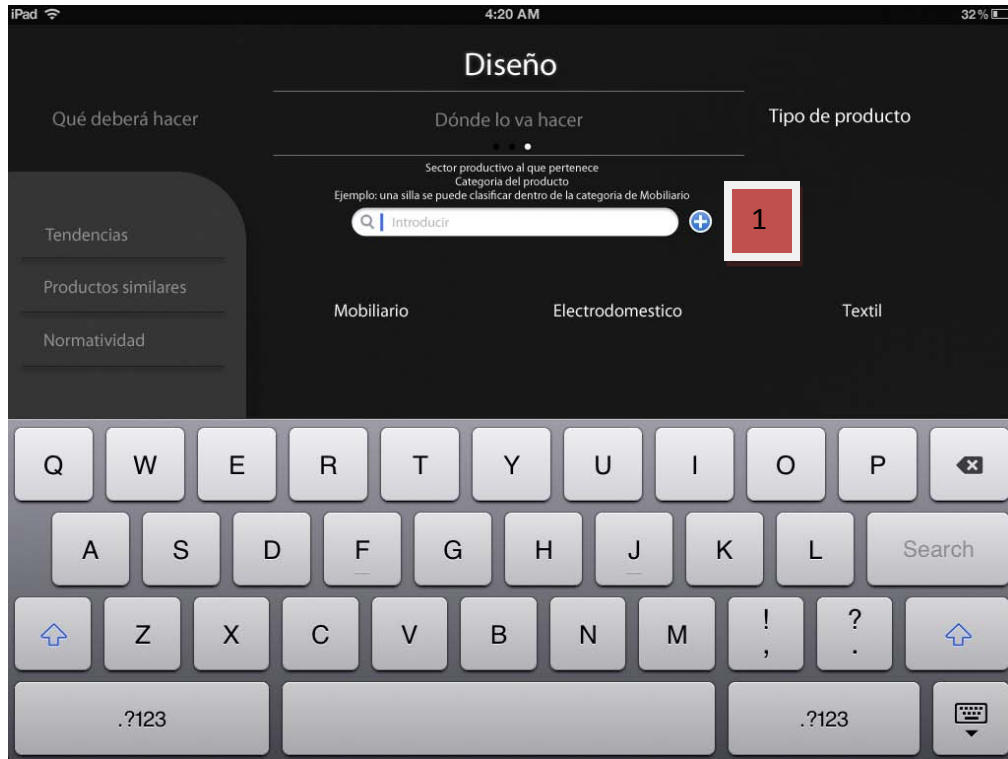 iPad 4:20 AM 32%
Diseño
Qué deberá hacer Dónde lo va hacer Tipo de producto
Sector productivo al que pertenece
Categoria del producto
Ejemplo: una silla se puede clasificar dentro de la categoria de Mobiliario
Introducir 1
Tendencias
Productos similares
Normatividad
Mobiliario Electrodomestico Textil
Q W E R T Y U I O P
A S D F G H J K L Search
Z X C V B N M ! , ? .
.?123 .?123